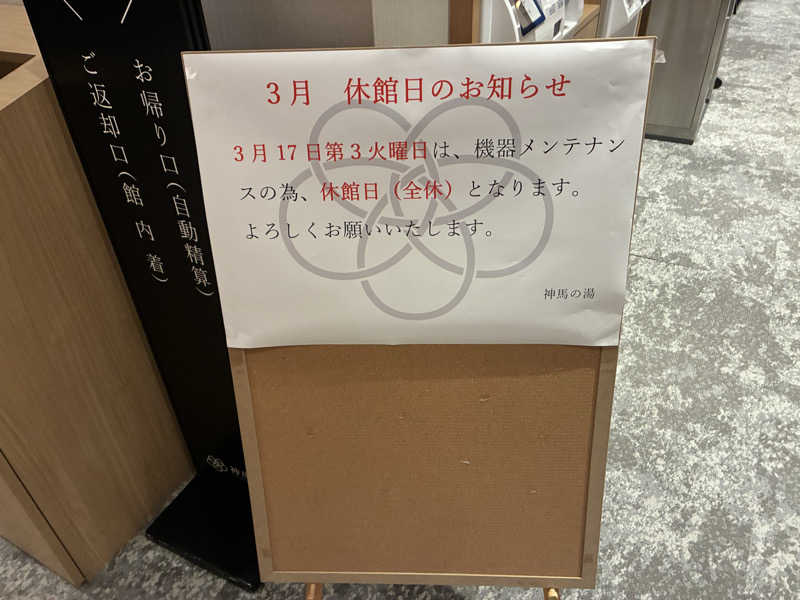 3月 休館日のお知らせ
3月17日第3火曜日は、機器メンテナン
スの為、休館日（全休）となります。
よろしくお願いいたします。
神馬の湯
お帰り口（自動精算）
ご返却口（館内着）
神馬